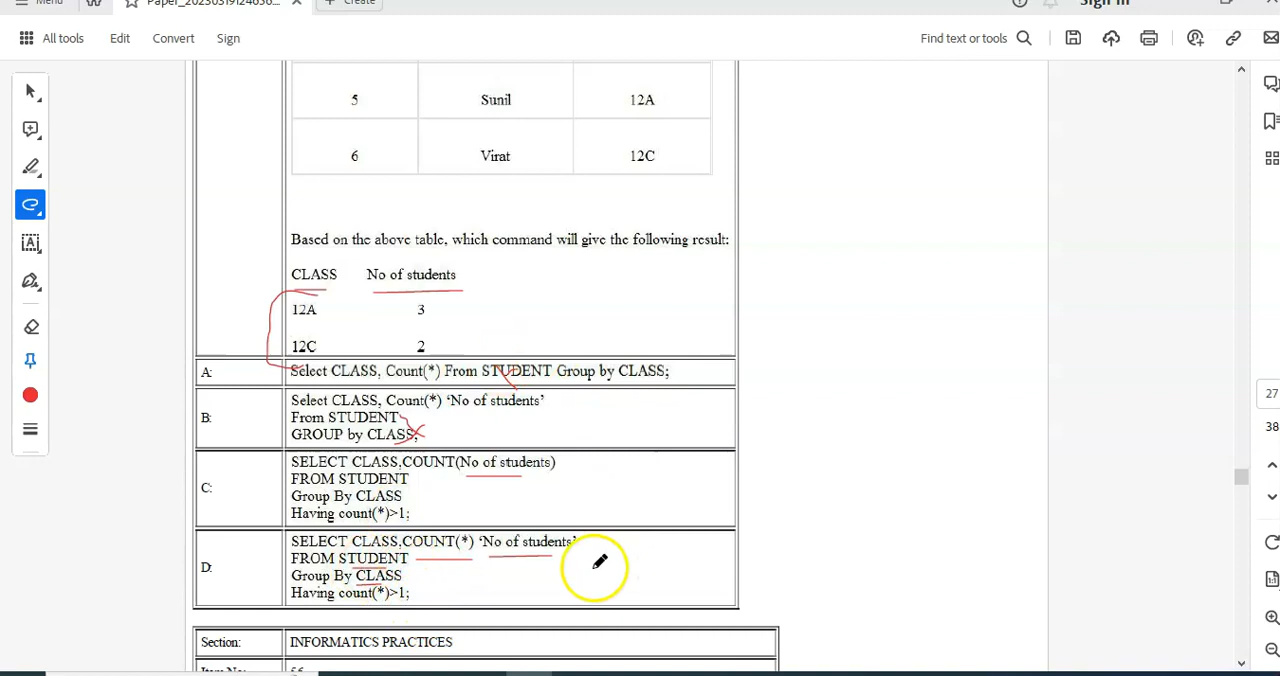 Menu
Paper_20230319124656...
Create
Sign in
All tools
Edit
Convert
Sign
Find text or tools
5 Sunil 12A
6 Virat 12C
Based on the above table, which command will give the following result:
CLASS No of students
12A 3
12C 2
A: Select CLASS, Count(*) From STUDENT Group by CLASS;
B: Select CLASS, Count(*) ‘No of students’
From STUDENT
GROUP by CLASS;
C: SELECT CLASS,COUNT(No of students)
FROM STUDENT
Group By CLASS
Having count(*)>1;
D: SELECT CLASS,COUNT(*) ‘No of students’
FROM STUDENT
Group By CLASS
Having count(*)>1;
Section: INFORMATICS PRACTICES
Item No: 56
27
38